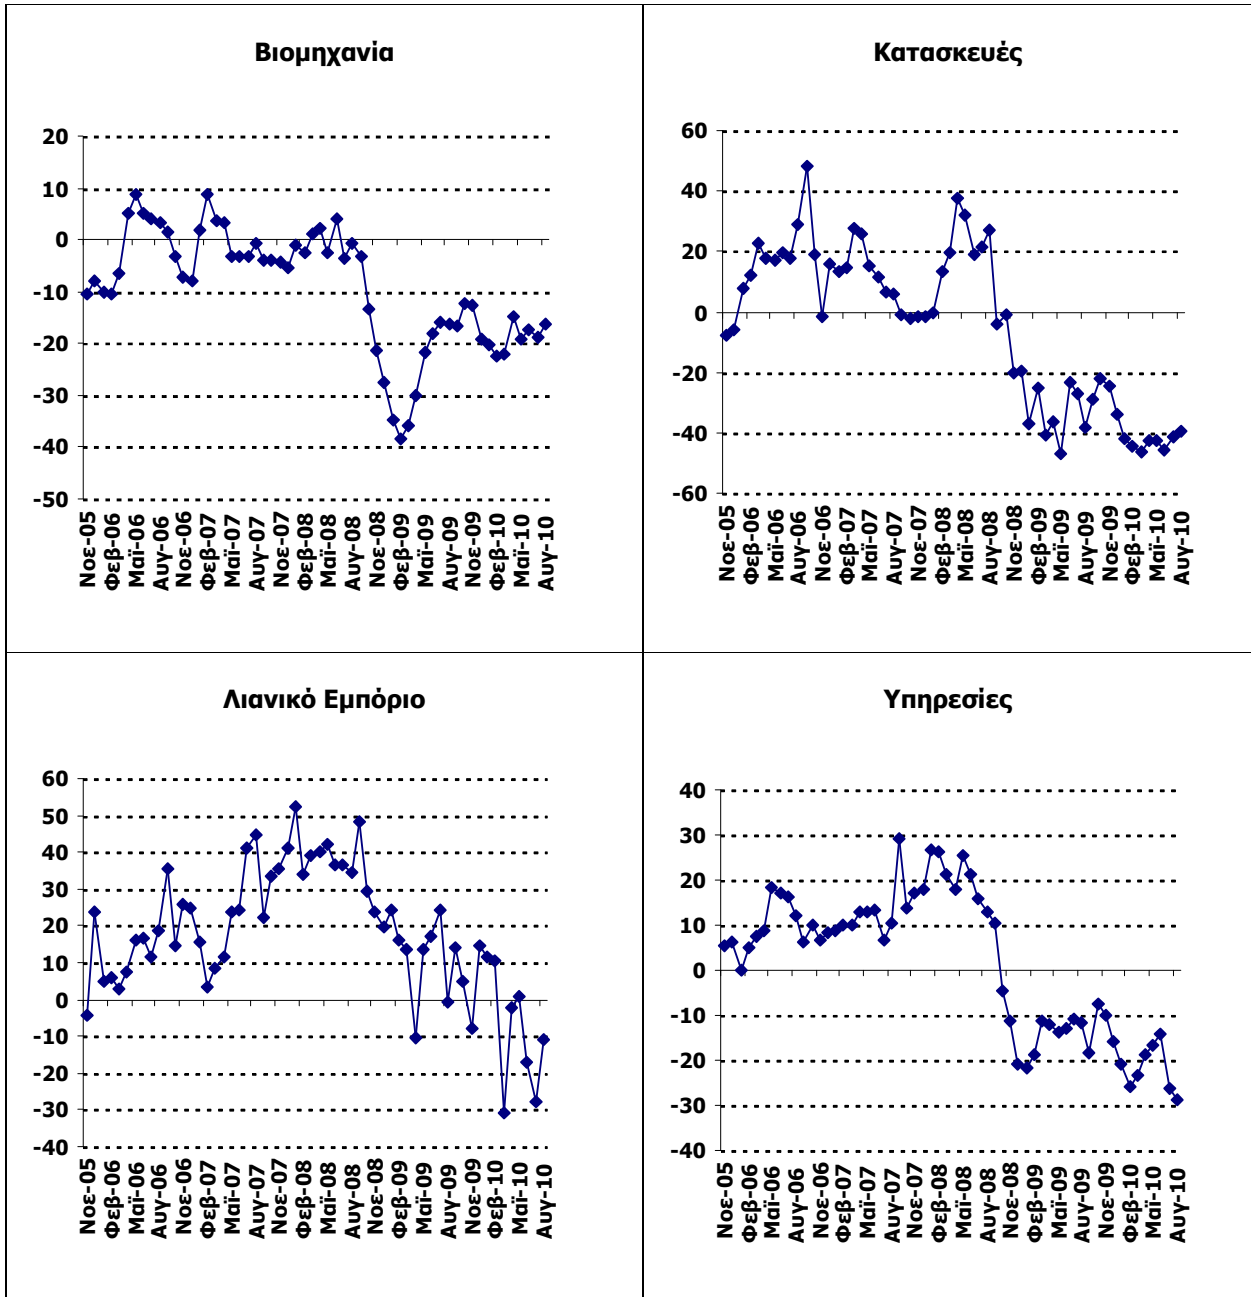 Βιομηχανία
20
10
0
-10
-20
-30
-40
-50
Νοε-05
Φεβ-06
Μαϊ-06
Αυγ-06
Νοε-06
Φεβ-07
Μαϊ-07
Αυγ-07
Νοε-07
Φεβ-08
Μαϊ-08
Αυγ-08
Νοε-08
Φεβ-09
Μαϊ-09
Αυγ-09
Νοε-09
Φεβ-10
Μαϊ-10
Αυγ-10
Κατασκευές
60
40
20
0
-20
-40
-60
Νοε-05
Φεβ-06
Μαϊ-06
Αυγ-06
Νοε-06
Φεβ-07
Μαϊ-07
Αυγ-07
Νοε-07
Φεβ-08
Μαϊ-08
Αυγ-08
Νοε-08
Φεβ-09
Μαϊ-09
Αυγ-09
Νοε-09
Φεβ-10
Μαϊ-10
Αυγ-10
Λιανικό Εμπόριο
60
50
40
30
20
10
0
-10
-20
-30
-40
Νοε-05
Φεβ-06
Μαϊ-06
Αυγ-06
Νοε-06
Φεβ-07
Μαϊ-07
Αυγ-07
Νοε-07
Φεβ-08
Μαϊ-08
Αυγ-08
Νοε-08
Φεβ-09
Μαϊ-09
Αυγ-09
Νοε-09
Φεβ-10
Μαϊ-10
Αυγ-10
Υπηρεσίες
40
30
20
10
0
-10
-20
-30
-40
Νοε-05
Φεβ-06
Μαϊ-06
Αυγ-06
Νοε-06
Φεβ-07
Μαϊ-07
Αυγ-07
Νοε-07
Φεβ-08
Μαϊ-08
Αυγ-08
Νοε-08
Φεβ-09
Μαϊ-09
Αυγ-09
Νοε-09
Φεβ-10
Μαϊ-10
Αυγ-10